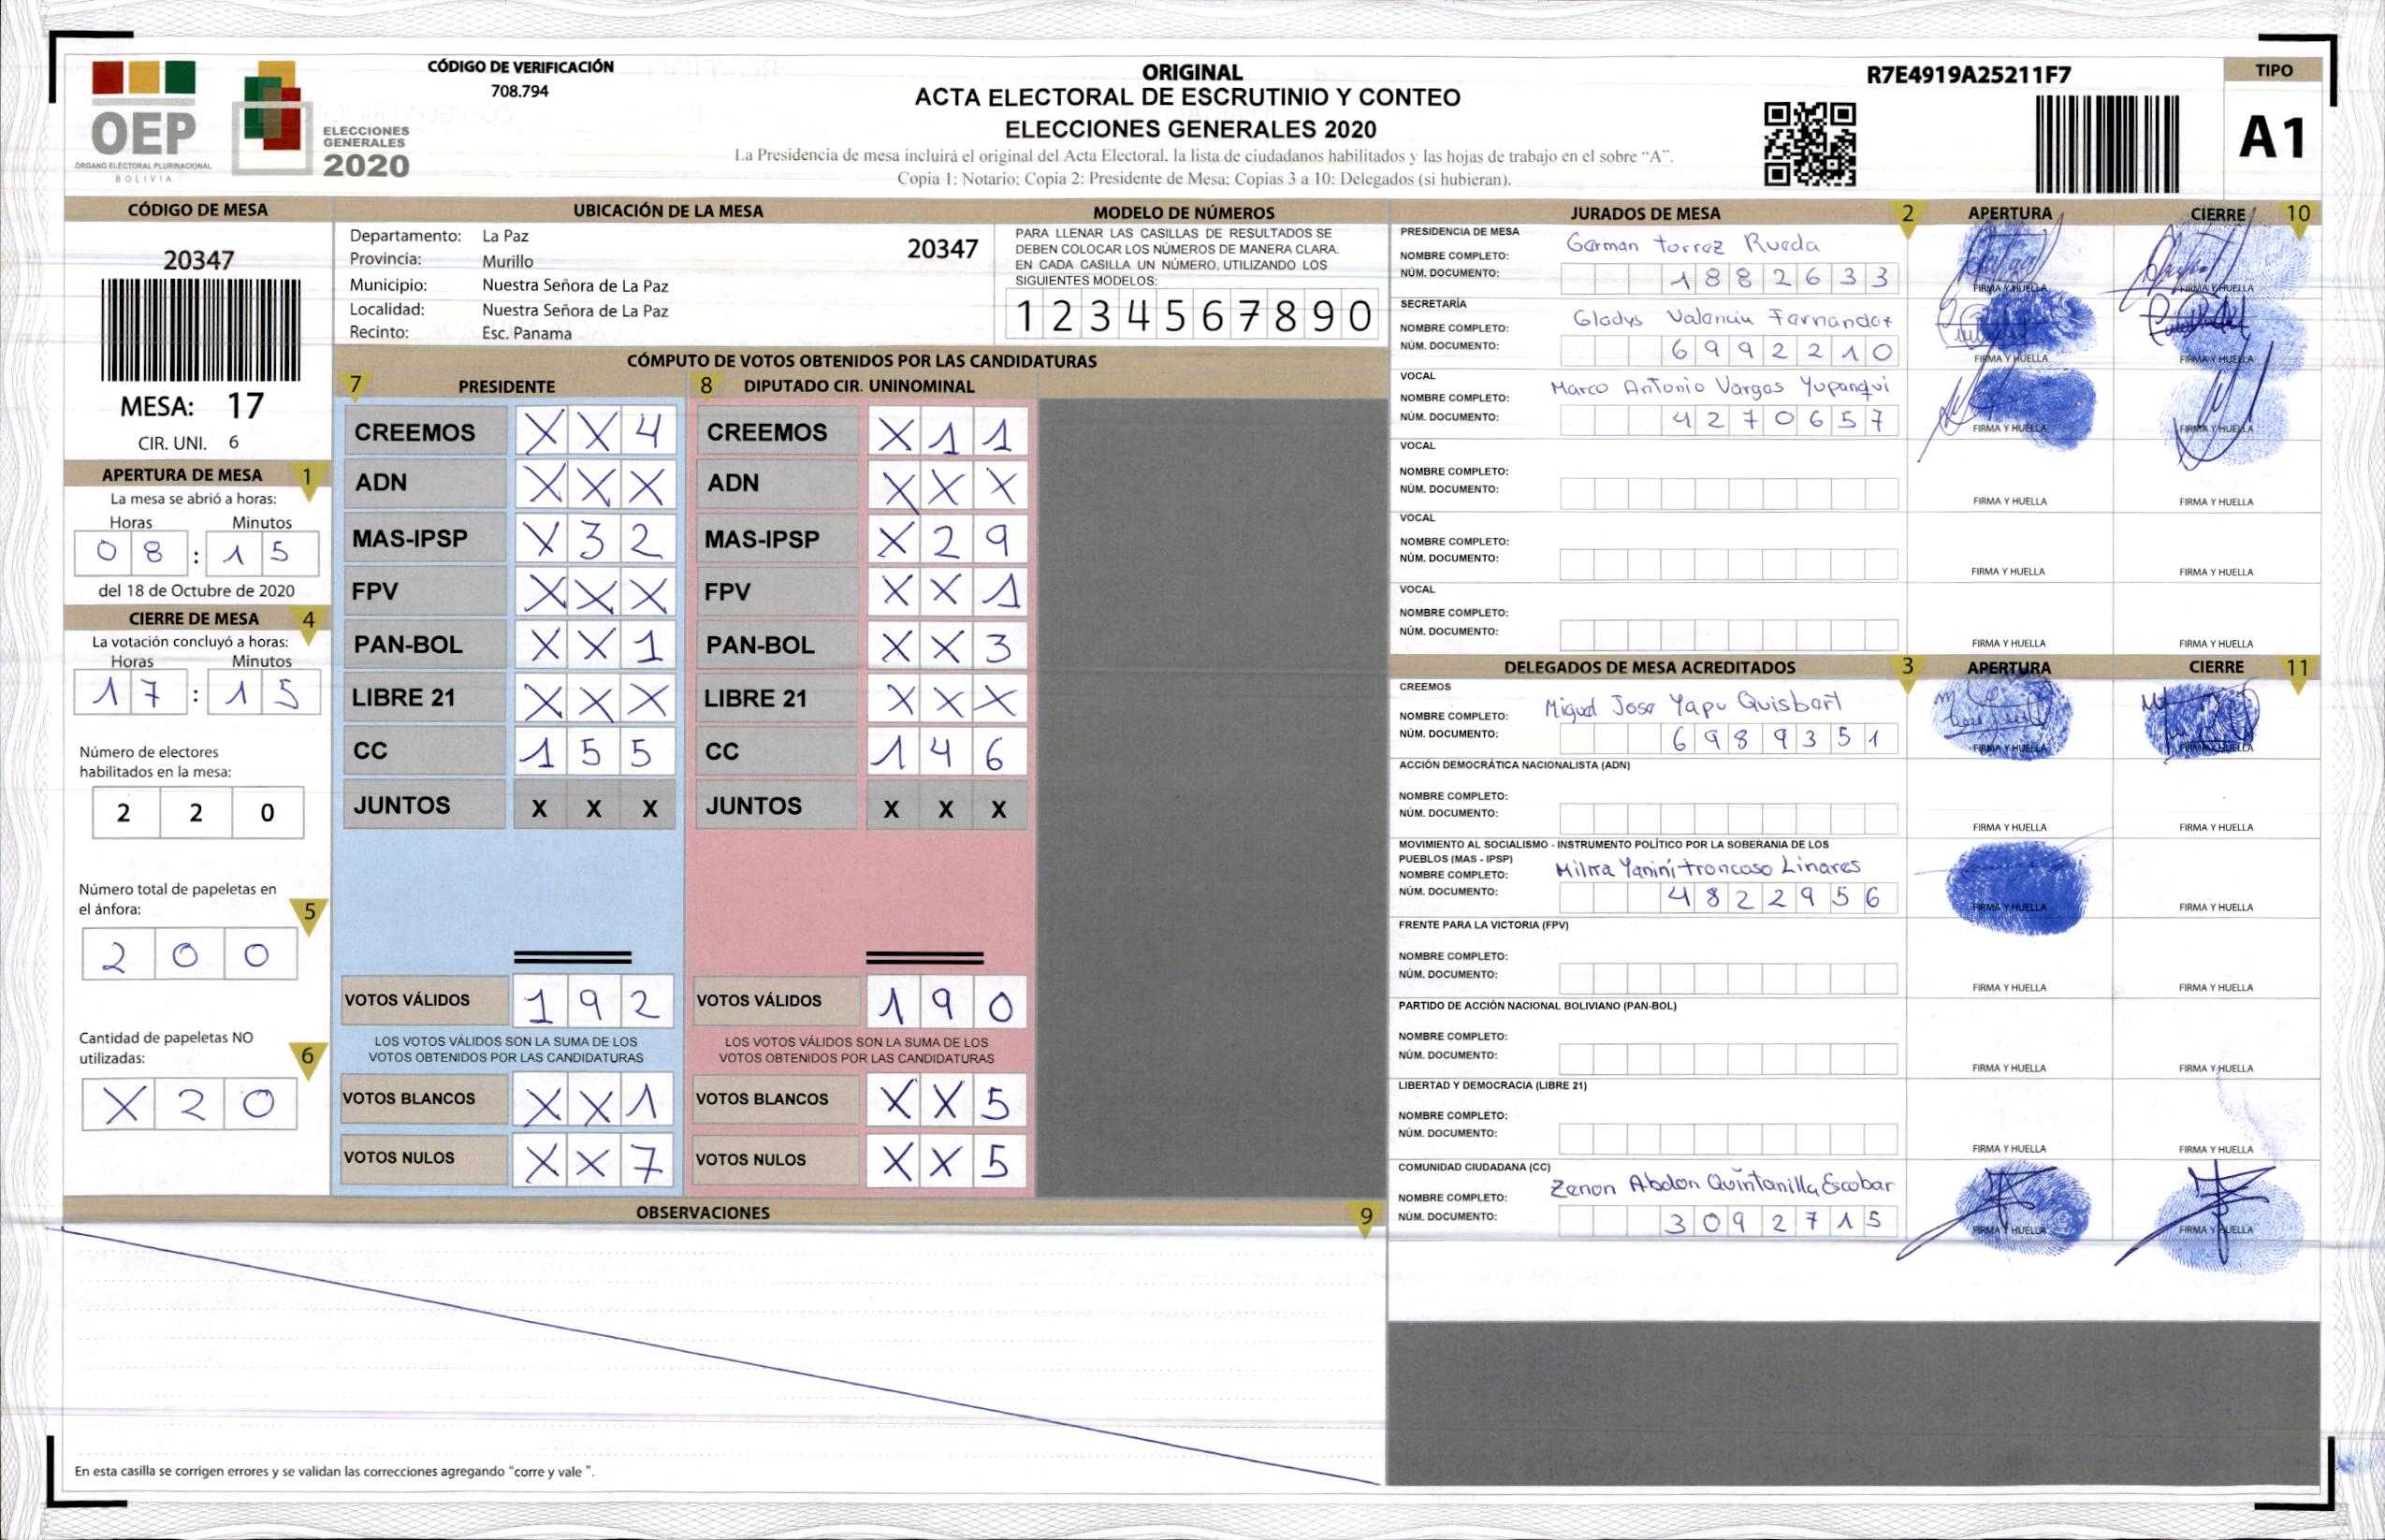 CÓDIGO DE VERIFICACIÓN
708.794
OEP
ÓRGANO ELECTORAL PLURINACIONAL
BOLIVIA
ELECCIONES
GENERALES
2020
ORIGINAL
ACTA ELECTORAL DE ESCRUTINIO Y CONTEO
ELECCIONES GENERALES 2020
La Presidencia de mesa incluirá el original del Acta Electoral, la lista de ciudadanos habilitados y las hojas de trabajo en el sobre “A”.
Copia 1: Notario; Copia 2: Presidente de Mesa; Copias 3 a 10: Delegados (si hubieran).
R7E4919A25211F7
TIPO
A1
CÓDIGO DE MESA
20347
MESA: 17
CIR. UNI. 6
APERTURA DE MESA 1
La mesa se abrió a horas:
Horas Minutos
0 8 : 1 5
del 18 de Octubre de 2020
CIERRE DE MESA 4
La votación concluyó a horas:
Horas Minutos
1 7 : 1 5
Número de electores
habilitados en la mesa:
2 2 0
Número total de papeletas en
el ánfora: 5
2 0 0
Cantidad de papeletas NO
utilizadas: 6
X 2 0
UBICACIÓN DE LA MESA
Departamento: La Paz
20347
Provincia: Murillo
Municipio: Nuestra Señora de La Paz
Localidad: Nuestra Señora de La Paz
Recinto: Esc. Panama
MODELO DE NÚMEROS
PARA LLENAR LAS CASILLAS DE RESULTADOS SE
DEBEN COLOCAR LOS NÚMEROS DE MANERA CLARA.
EN CADA CASILLA UN NÚMERO, UTILIZANDO LOS
SIGUIENTES MODELOS:
1 2 3 4 5 6 7 8 9 0
CÓMPUTO DE VOTOS OBTENIDOS POR LAS CANDIDATURAS
7 PRESIDENTE 8 DIPUTADO CIR. UNINOMINAL
CREEMOS X X 4 CREEMOS X 1 1
ADN X X X ADN X X X
MAS-IPSP X 3 2 MAS-IPSP X 2 9
FPV X X X FPV X X 1
PAN-BOL X X 1 PAN-BOL X X 3
LIBRE 21 X X X LIBRE 21 X X X
CC 1 5 5 CC 1 4 6
JUNTOS X X X JUNTOS X X X
VOTOS VÁLIDOS 1 9 2 VOTOS VÁLIDOS 1 9 0
LOS VOTOS VÁLIDOS SON LA SUMA DE LOS LOS VOTOS VÁLIDOS SON LA SUMA DE LOS
VOTOS OBTENIDOS POR LAS CANDIDATURAS VOTOS OBTENIDOS POR LAS CANDIDATURAS
VOTOS BLANCOS X X 1 VOTOS BLANCOS X X 5
VOTOS NULOS X X 7 VOTOS NULOS X X 5
OBSERVACIONES 9
En esta casilla se corrigen errores y se validan las correcciones agregando “corre y vale ”.
JURADOS DE MESA 2 APERTURA CIERRE 10
PRESIDENCIA DE MESA
NOMBRE COMPLETO: German Torrez Rueda
NÚM. DOCUMENTO: 1 8 8 2 6 3 3
FIRMA Y HUELLA FIRMA Y HUELLA
SECRETARÍA
NOMBRE COMPLETO: Gladys Valencia Fernandez
NÚM. DOCUMENTO: 6 9 9 2 2 1 0
FIRMA Y HUELLA FIRMA Y HUELLA
VOCAL
NOMBRE COMPLETO: Marco Antonio Vargas Yupanqui
NÚM. DOCUMENTO: 4 2 7 0 6 5 7
FIRMA Y HUELLA FIRMA Y HUELLA
VOCAL
NOMBRE COMPLETO:
NÚM. DOCUMENTO:
FIRMA Y HUELLA FIRMA Y HUELLA
VOCAL
NOMBRE COMPLETO:
NÚM. DOCUMENTO:
FIRMA Y HUELLA FIRMA Y HUELLA
VOCAL
NOMBRE COMPLETO:
NÚM. DOCUMENTO:
FIRMA Y HUELLA FIRMA Y HUELLA
DELEGADOS DE MESA ACREDITADOS 3 APERTURA CIERRE 11
CREEMOS
NOMBRE COMPLETO: Miguel Jose Yapu Quisbert
NÚM. DOCUMENTO: 6 9 8 9 3 5 1
FIRMA Y HUELLA FIRMA Y HUELLA
ACCIÓN DEMOCRÁTICA NACIONALISTA (ADN)
NOMBRE COMPLETO:
NÚM. DOCUMENTO:
FIRMA Y HUELLA FIRMA Y HUELLA
MOVIMIENTO AL SOCIALISMO - INSTRUMENTO POLÍTICO POR LA SOBERANIA DE LOS
PUEBLOS (MAS - IPSP)
NOMBRE COMPLETO: Troncoso Linares
NÚM. DOCUMENTO: 4 8 2 2 9 5 6
FIRMA Y HUELLA FIRMA Y HUELLA
FRENTE PARA LA VICTORIA (FPV)
NOMBRE COMPLETO:
NÚM. DOCUMENTO:
FIRMA Y HUELLA FIRMA Y HUELLA
PARTIDO DE ACCIÓN NACIONAL BOLIVIANO (PAN-BOL)
NOMBRE COMPLETO:
NÚM. DOCUMENTO:
FIRMA Y HUELLA FIRMA Y HUELLA
LIBERTAD Y DEMOCRACIA (LIBRE 21)
NOMBRE COMPLETO:
NÚM. DOCUMENTO:
FIRMA Y HUELLA FIRMA Y HUELLA
COMUNIDAD CIUDADANA (CC)
NOMBRE COMPLETO: Zenon Abdon Quintanilla Escobar
NÚM. DOCUMENTO: 3 0 9 2 7 1 5
FIRMA Y HUELLA FIRMA Y HUELLA